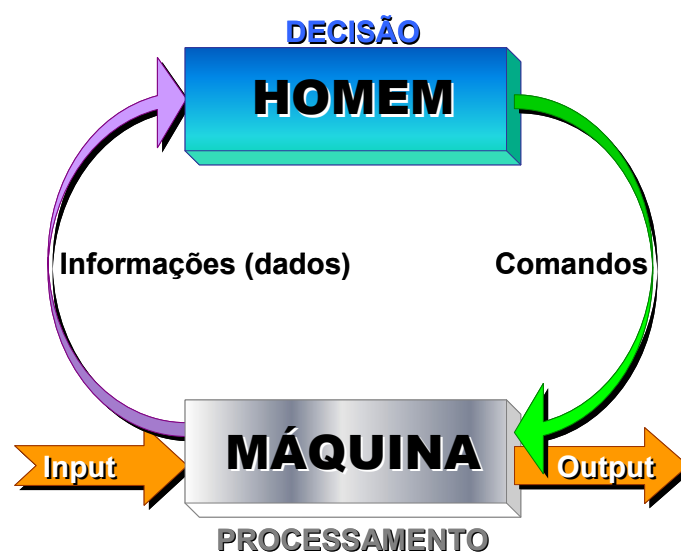 DECISÃO
HOMEM
Informações (dados)
Comandos
MÁQUINA
Input
Output
PROCESSAMENTO